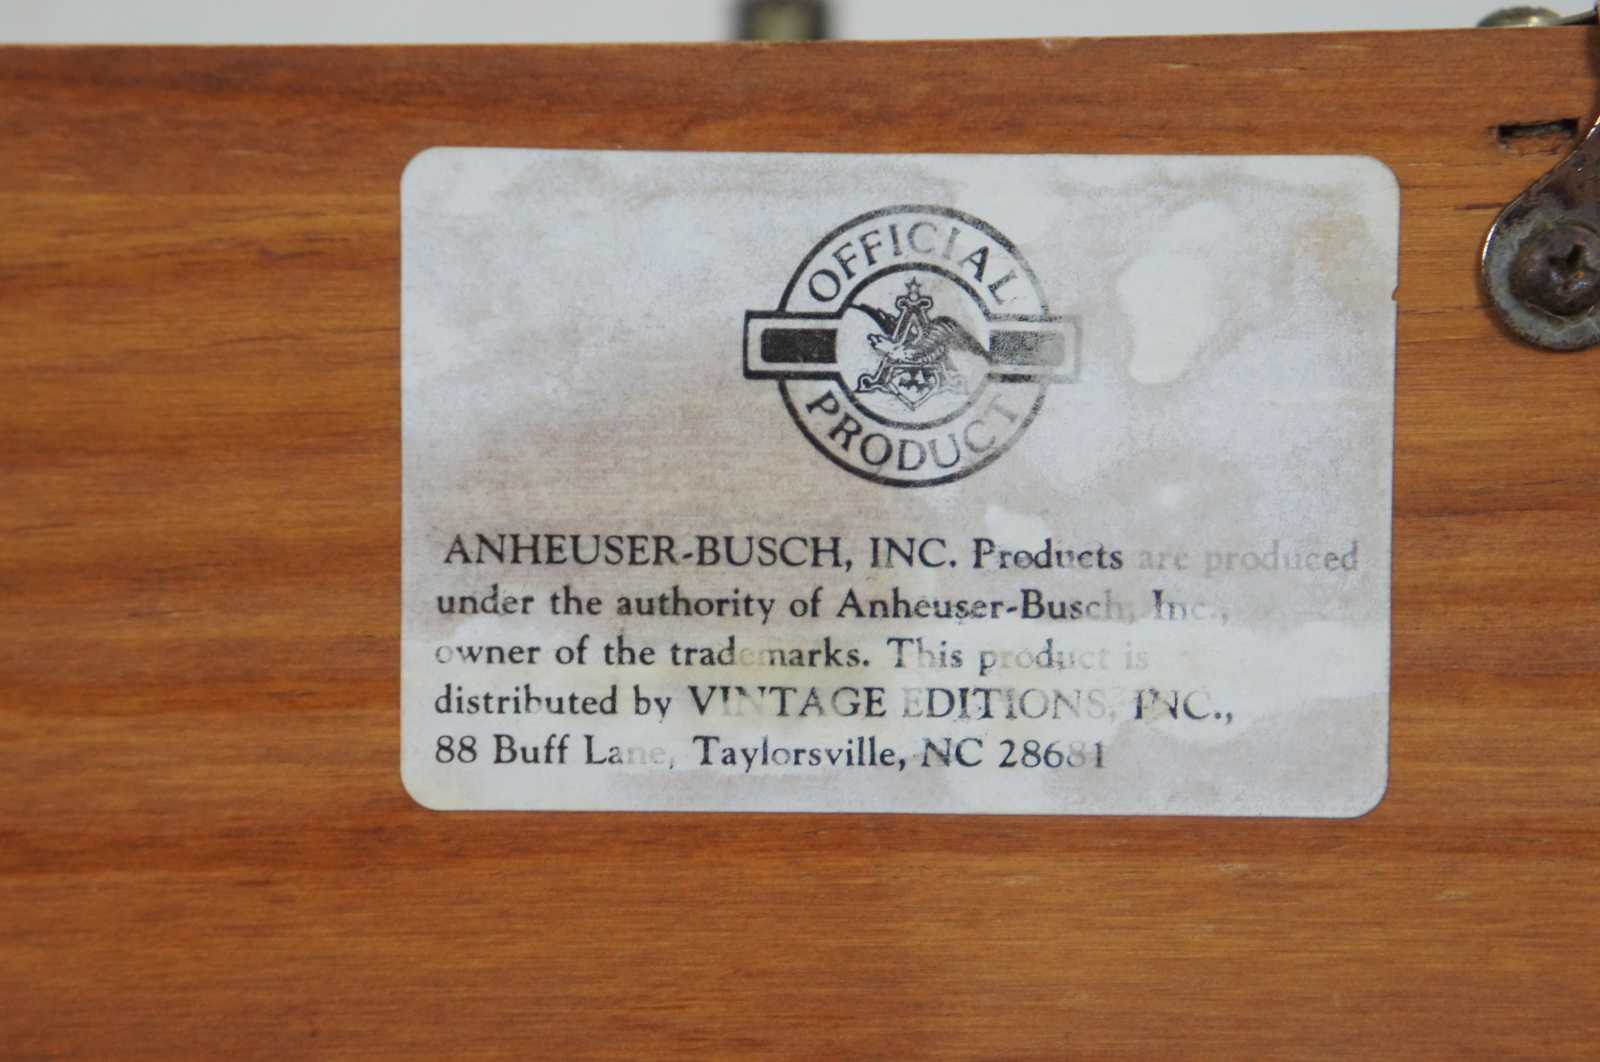 OFFICIAL
PRODUCT
ANHEUSER-BUSCH, INC. Products are produced
under the authority of Anheuser-Busch, Inc.,
owner of the trademarks. This product is
distributed by VINTAGE EDITIONS, INC.,
88 Buff Lane, Taylorsville, NC 28681